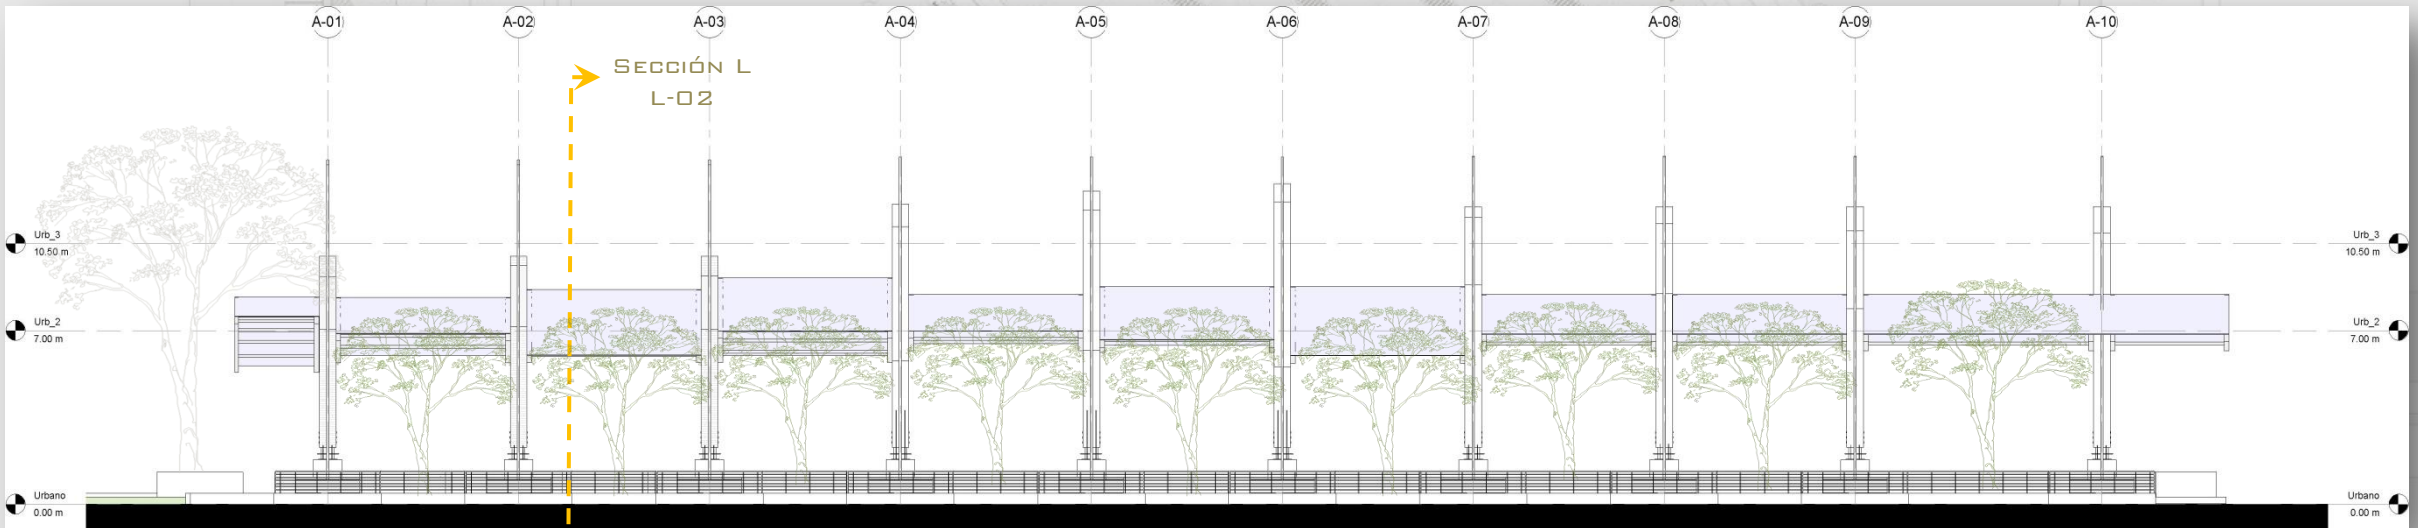 A-01 A-02 A-03 A-04 A-05 A-06 A-07 A-08 A-09 A-10
SECCIÓN L
L-02
Urb_3
10.50 m
Urb_3
10.50 m
Urb_2
7.00 m
Urb_2
7.00 m
Urbano
0.00 m
Urbano
0.00 m